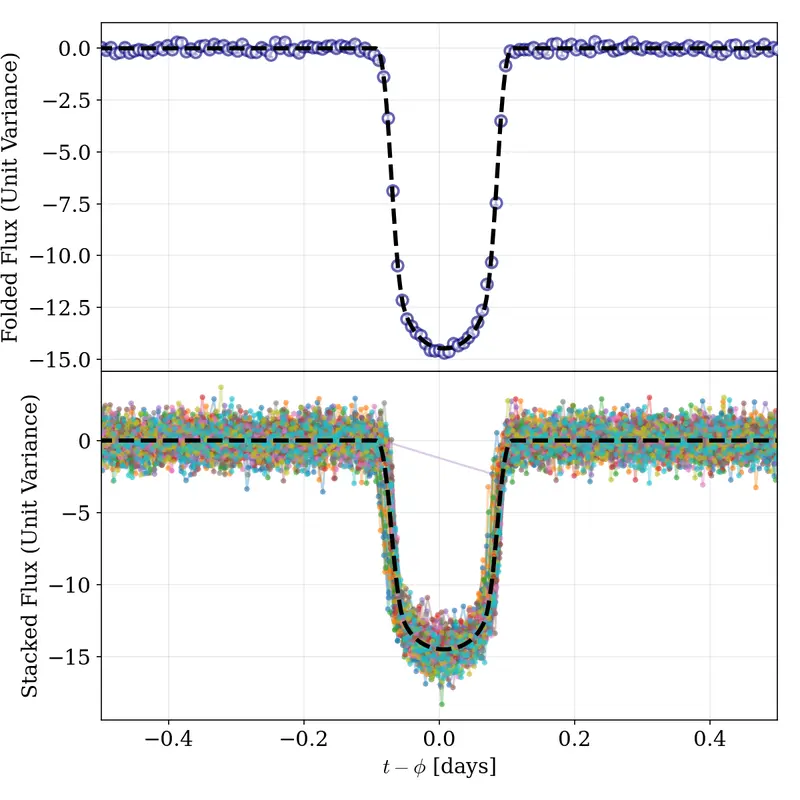 Folded Flux (Unit Variance)
0.0
−2.5
−5.0
−7.5
−10.0
−12.5
−15.0
Stacked Flux (Unit Variance)
0
−5
−10
−15
−0.4 −0.2 0.0 0.2 0.4
t − ϕ [days]